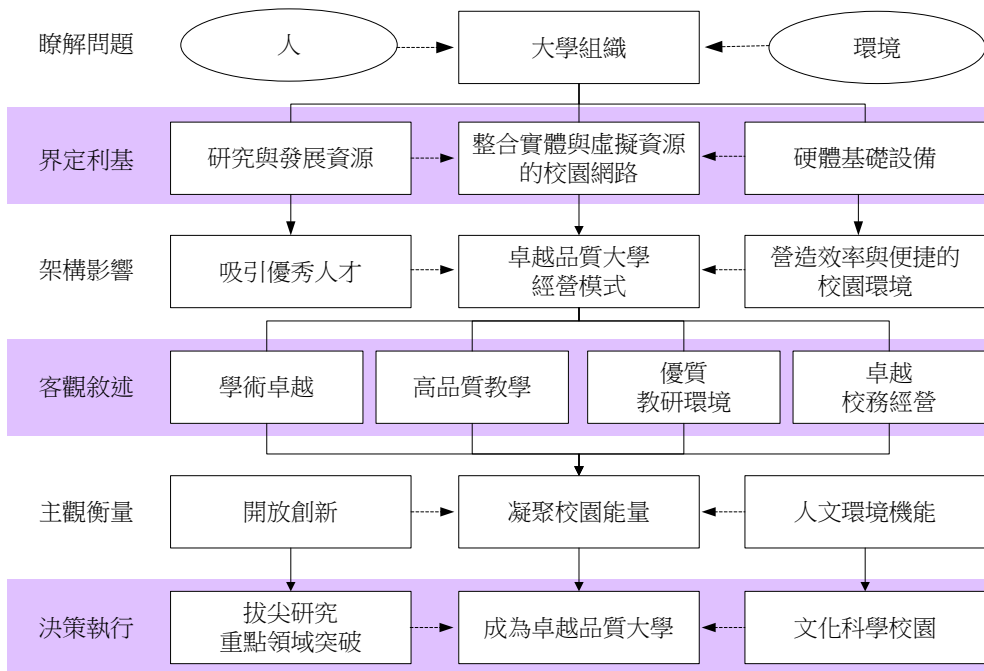 瞭解問題
人
大學組織
環境
界定利基
研究與發展資源
整合實體與虛擬資源
的校園網路
硬體基礎設備
架構影響
吸引優秀人才
卓越品質大學
經營模式
營造效率與便捷的
校園環境
客觀敘述
學術卓越
高品質教學
優質
教研環境
卓越
校務經營
主觀衡量
開放創新
凝聚校園能量
人文環境機能
決策執行
拔尖研究
重點領域突破
成為卓越品質大學
文化科學校園